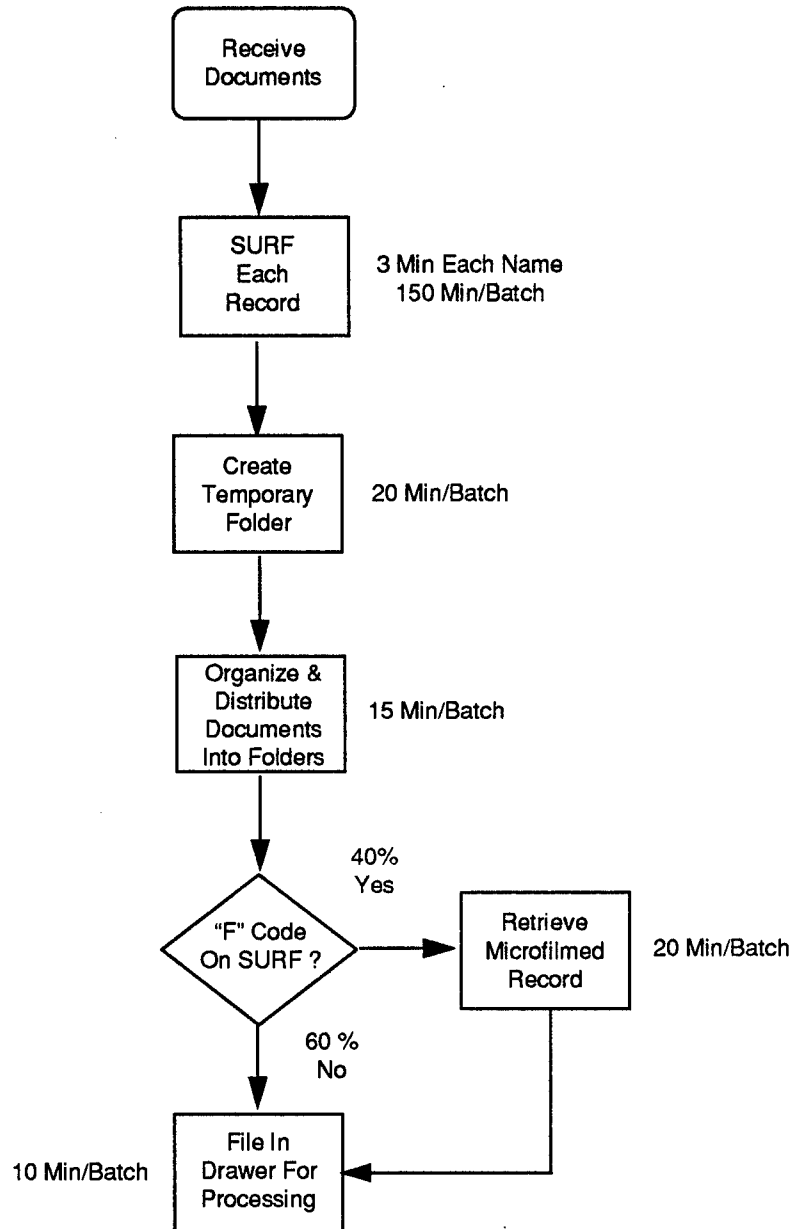 Receive
Documents
SURF
Each
Record
3 Min Each Name
150 Min/Batch
Create
Temporary
Folder
20 Min/Batch
Organize &
Distribute
Documents
Into Folders
15 Min/Batch
40%
Yes
"F" Code
On SURF ?
Retrieve
Microfilmed
Record
20 Min/Batch
60 %
No
File In
Drawer For
Processing
10 Min/Batch